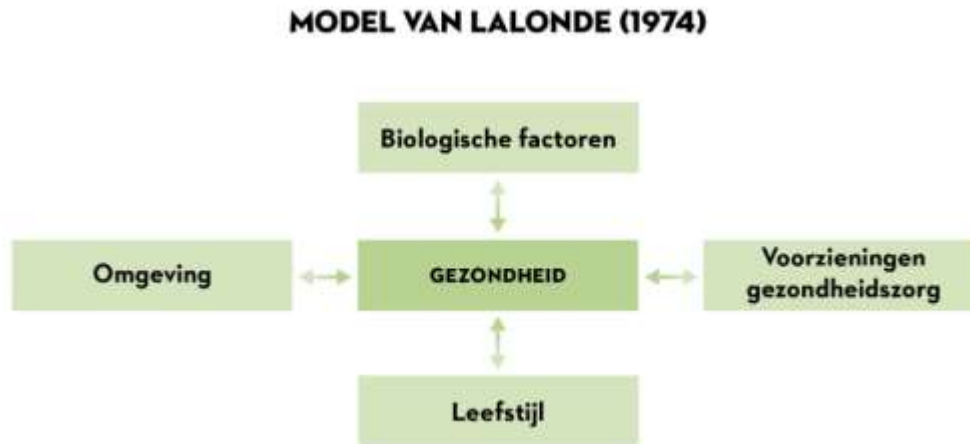 MODEL VAN LALONDE (1974)
Biologische factoren
Omgeving
GEZONDHEID
Voorzieningen
gezondheidszorg
Leefstijl